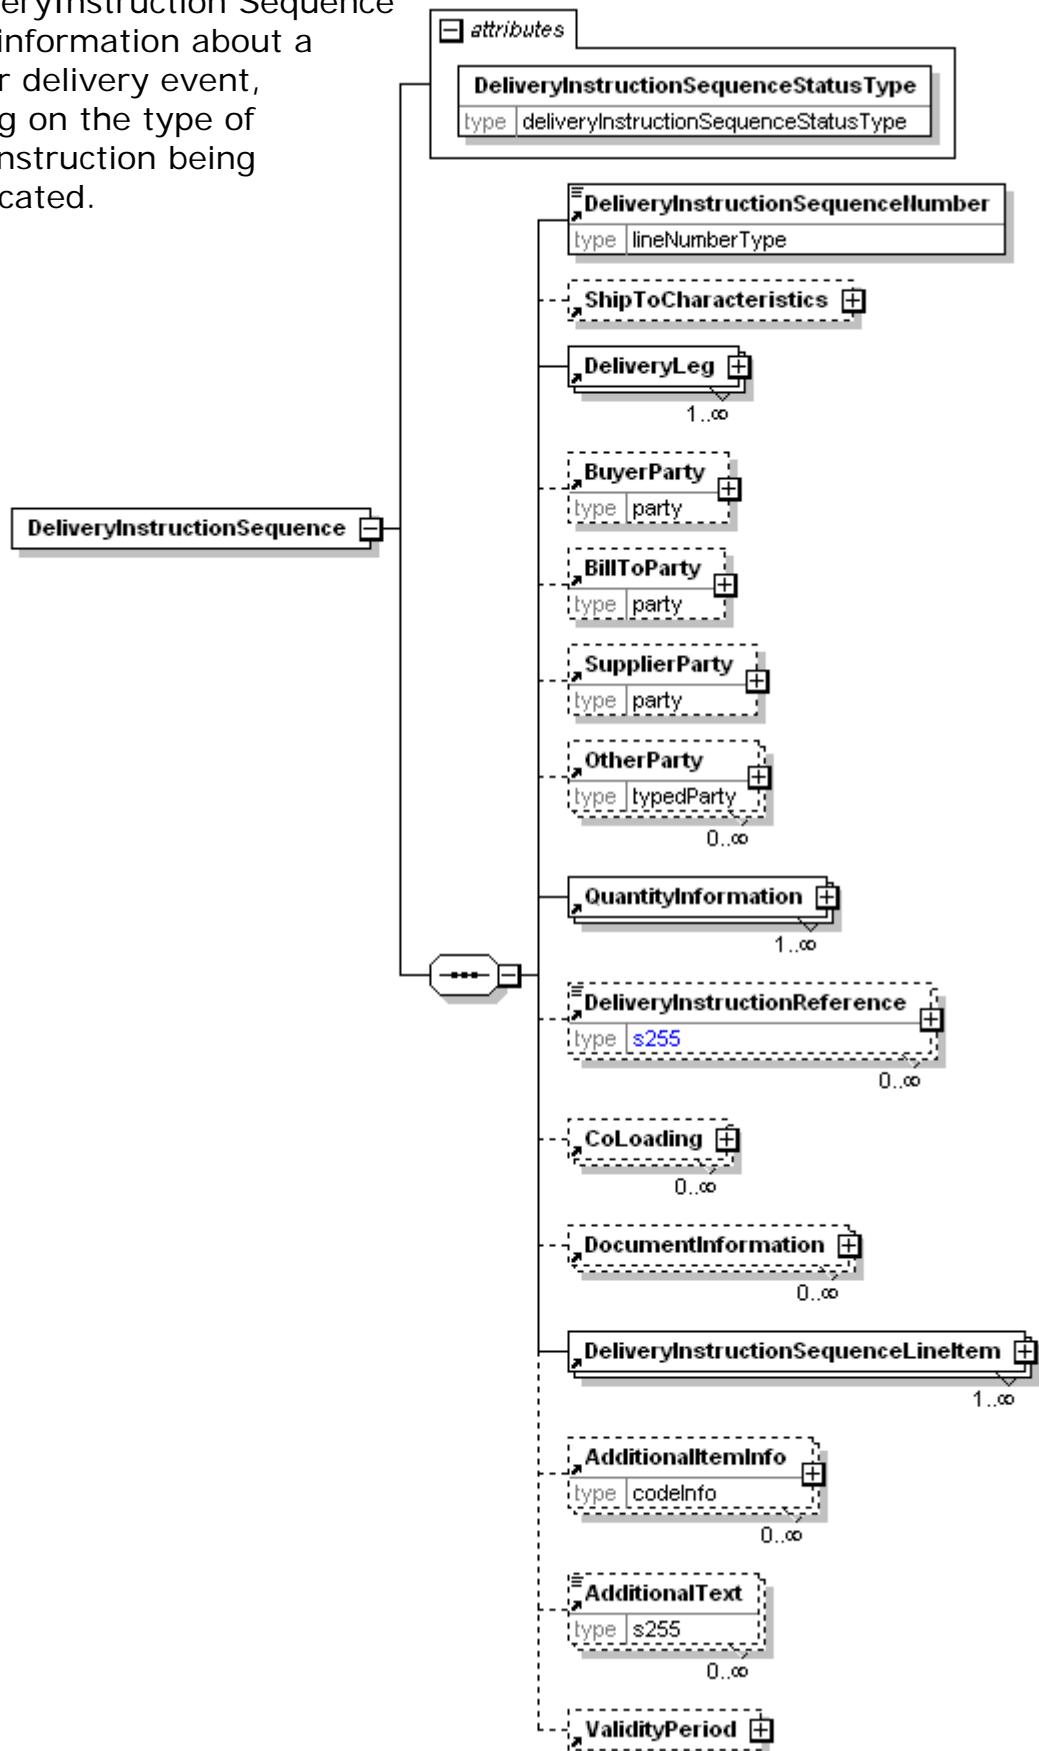 eryInstruction Sequence
information about a
r delivery event,
g on the type of
nstruction being
cated.
attributes
DeliveryInstructionSequenceStatusType
type deliveryInstructionSequenceStatusType
DeliveryInstructionSequenceNumber
type lineNumberType
ShipToCharacteristics
DeliveryLeg
1..∞
BuyerParty
type party
DeliveryInstructionSequence
BillToParty
type party
SupplierParty
type party
OtherParty
type typedParty
0..∞
QuantityInformation
1..∞
DeliveryInstructionReference
type s255
0..∞
CoLoading
0..∞
DocumentInformation
0..∞
DeliveryInstructionSequenceLineItem
1..∞
AdditionalItemInfo
type codeInfo
0..∞
AdditionalText
type s255
0..∞
ValidityPeriod